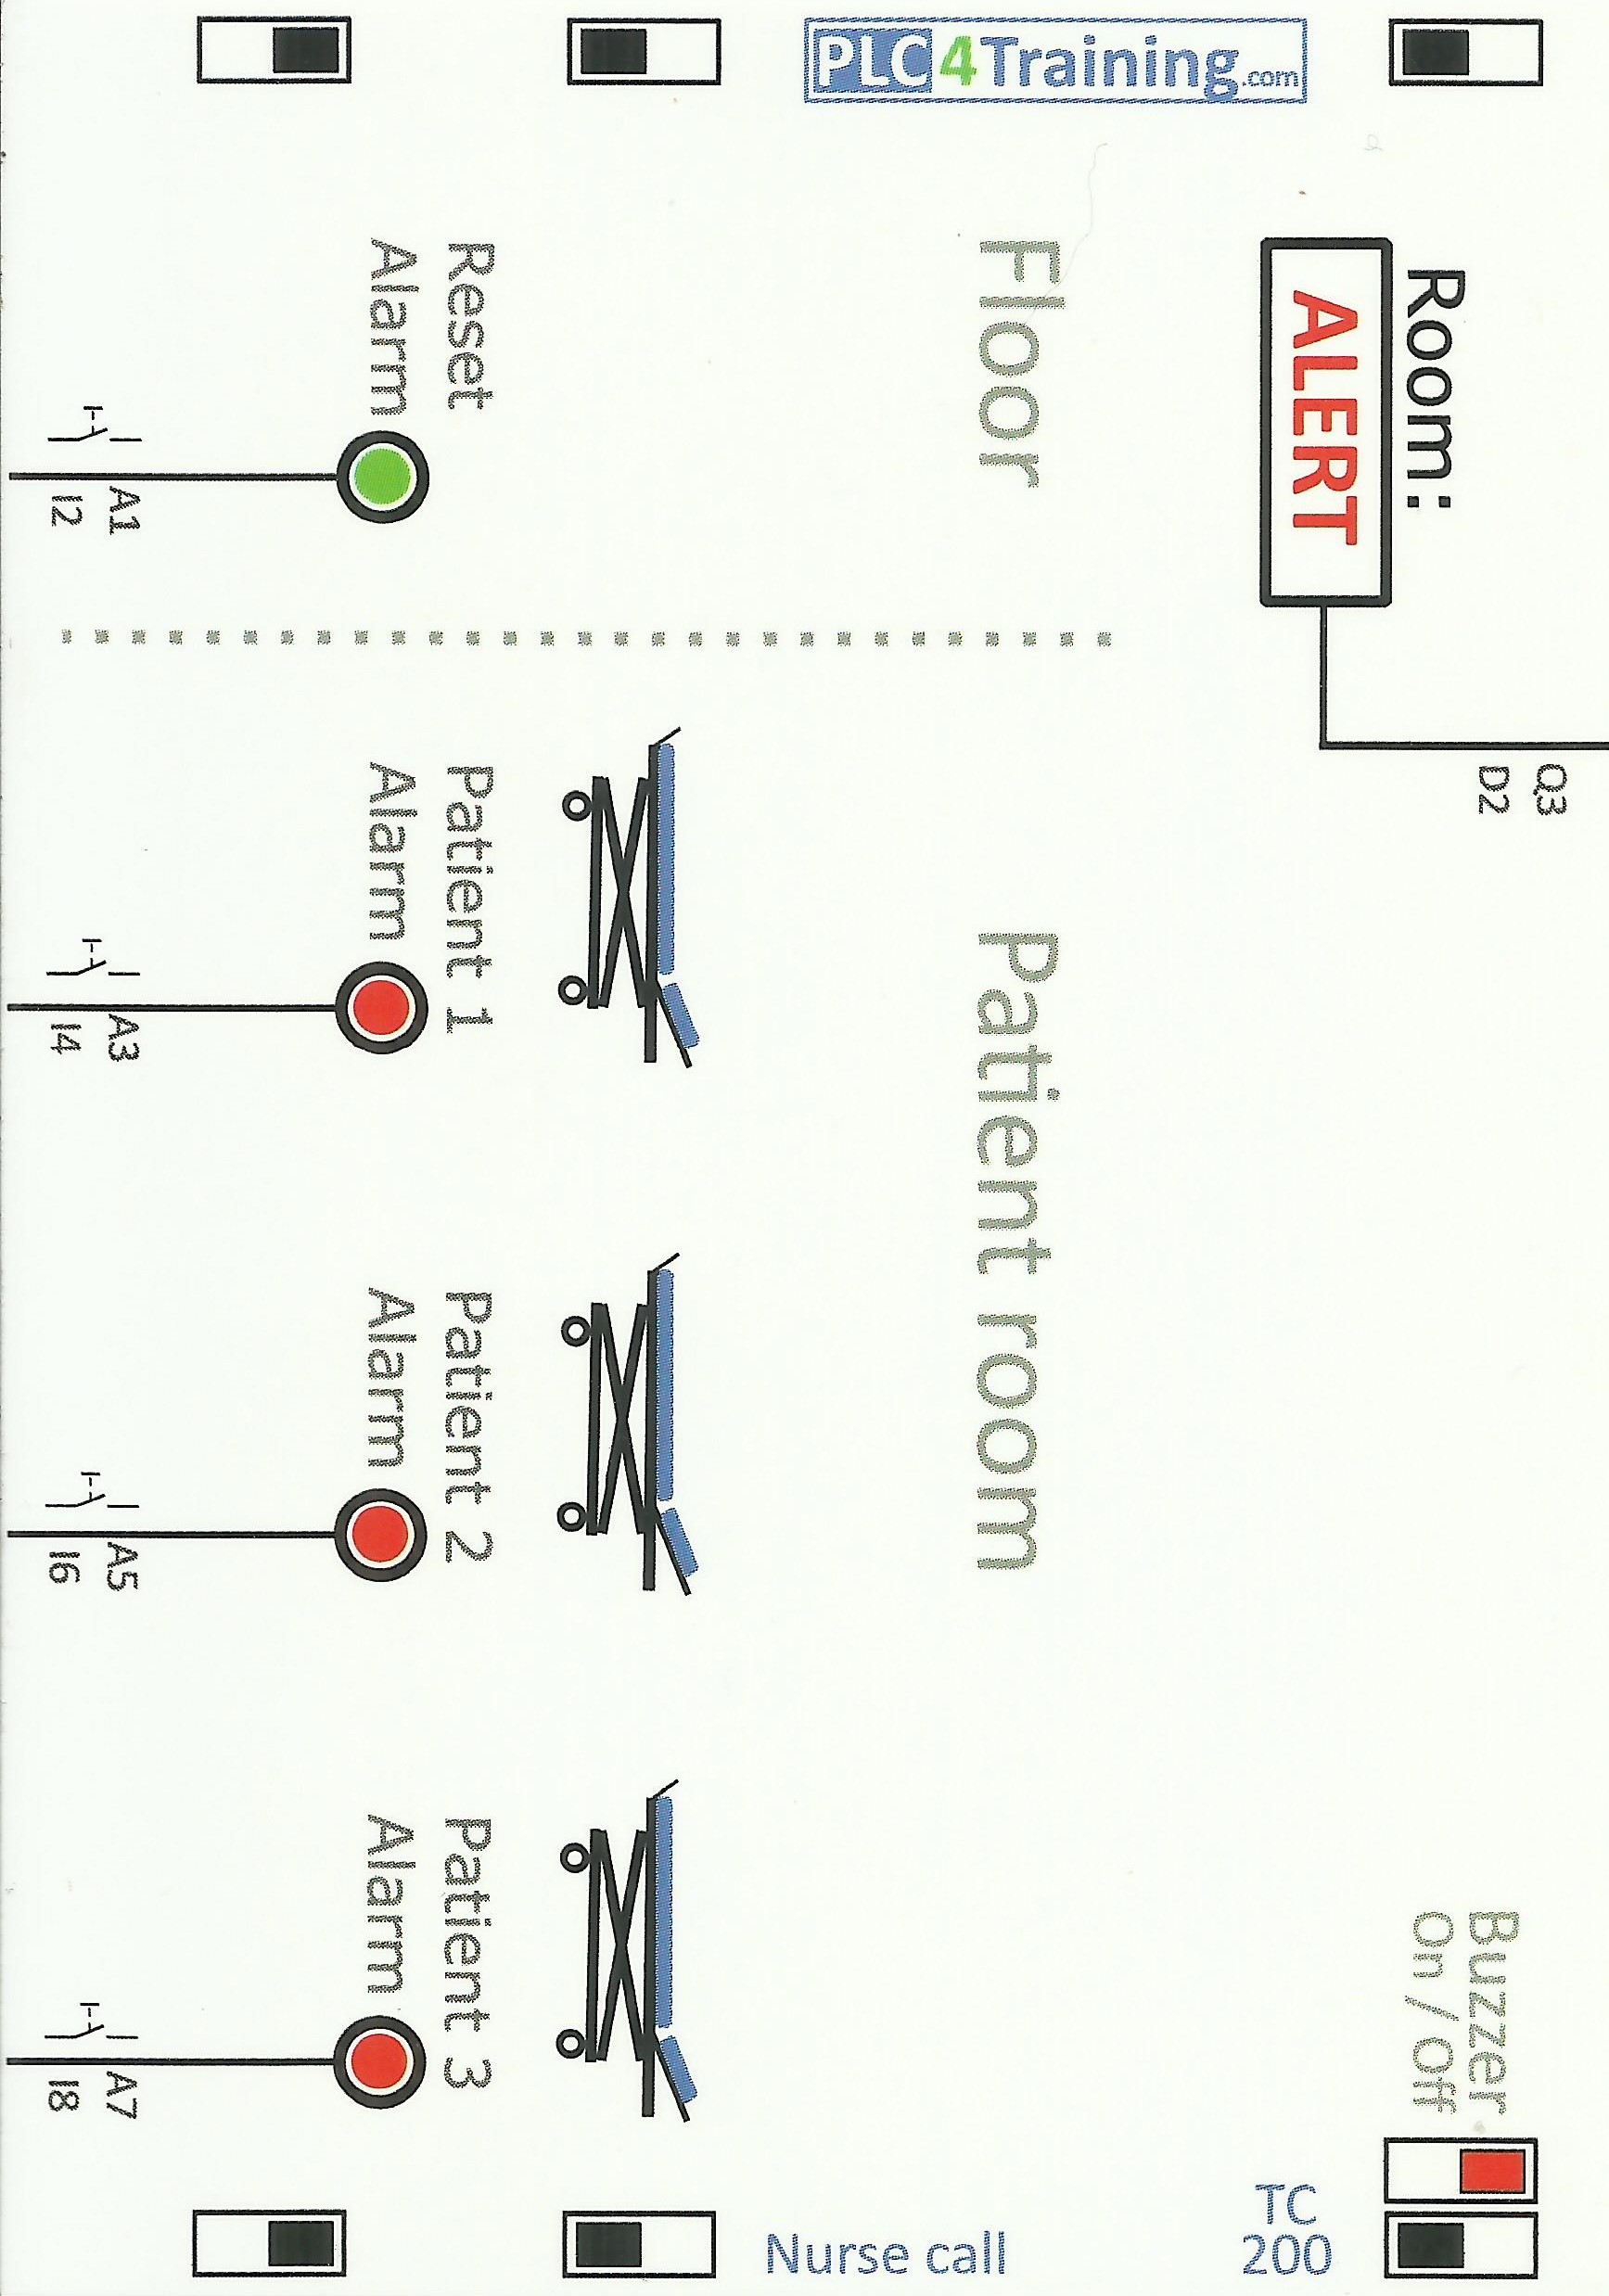 Q3
D2
Buzzer
On / Off
Room:
ALERT
TC
200
PLC4Training.com
Floor
Patient room
Nurse call
Reset
Alarm
Patient 1
Alarm
Patient 2
Alarm
Patient 3
Alarm
A1
I2
A3
I4
A5
I6
A7
I8